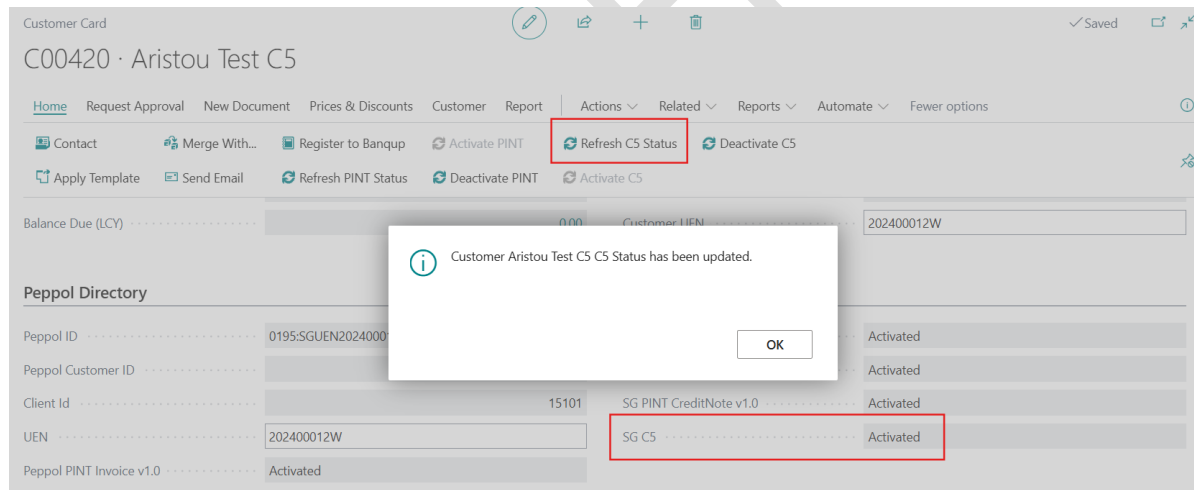 Customer Card
Saved
C00420 · Aristou Test C5
Home Request Approval New Document Prices & Discounts Customer Report Actions Related Reports Automate Fewer options
Contact Merge With... Register to Banqup Activate PINT Refresh C5 Status Deactivate C5
Apply Template Send Email Refresh PINT Status Deactivate PINT Activate C5
Balance Due (LCY) 0.00 Customer UEN 202400012W
Customer Aristou Test C5 C5 Status has been updated.
OK
Peppol Directory
Peppol ID 0195:SGUEN2024000 Activated
Peppol Customer ID Activated
Client Id 15101 SG PINT CreditNote v1.0 Activated
UEN 202400012W SG C5 Activated
Peppol PINT Invoice v1.0 Activated